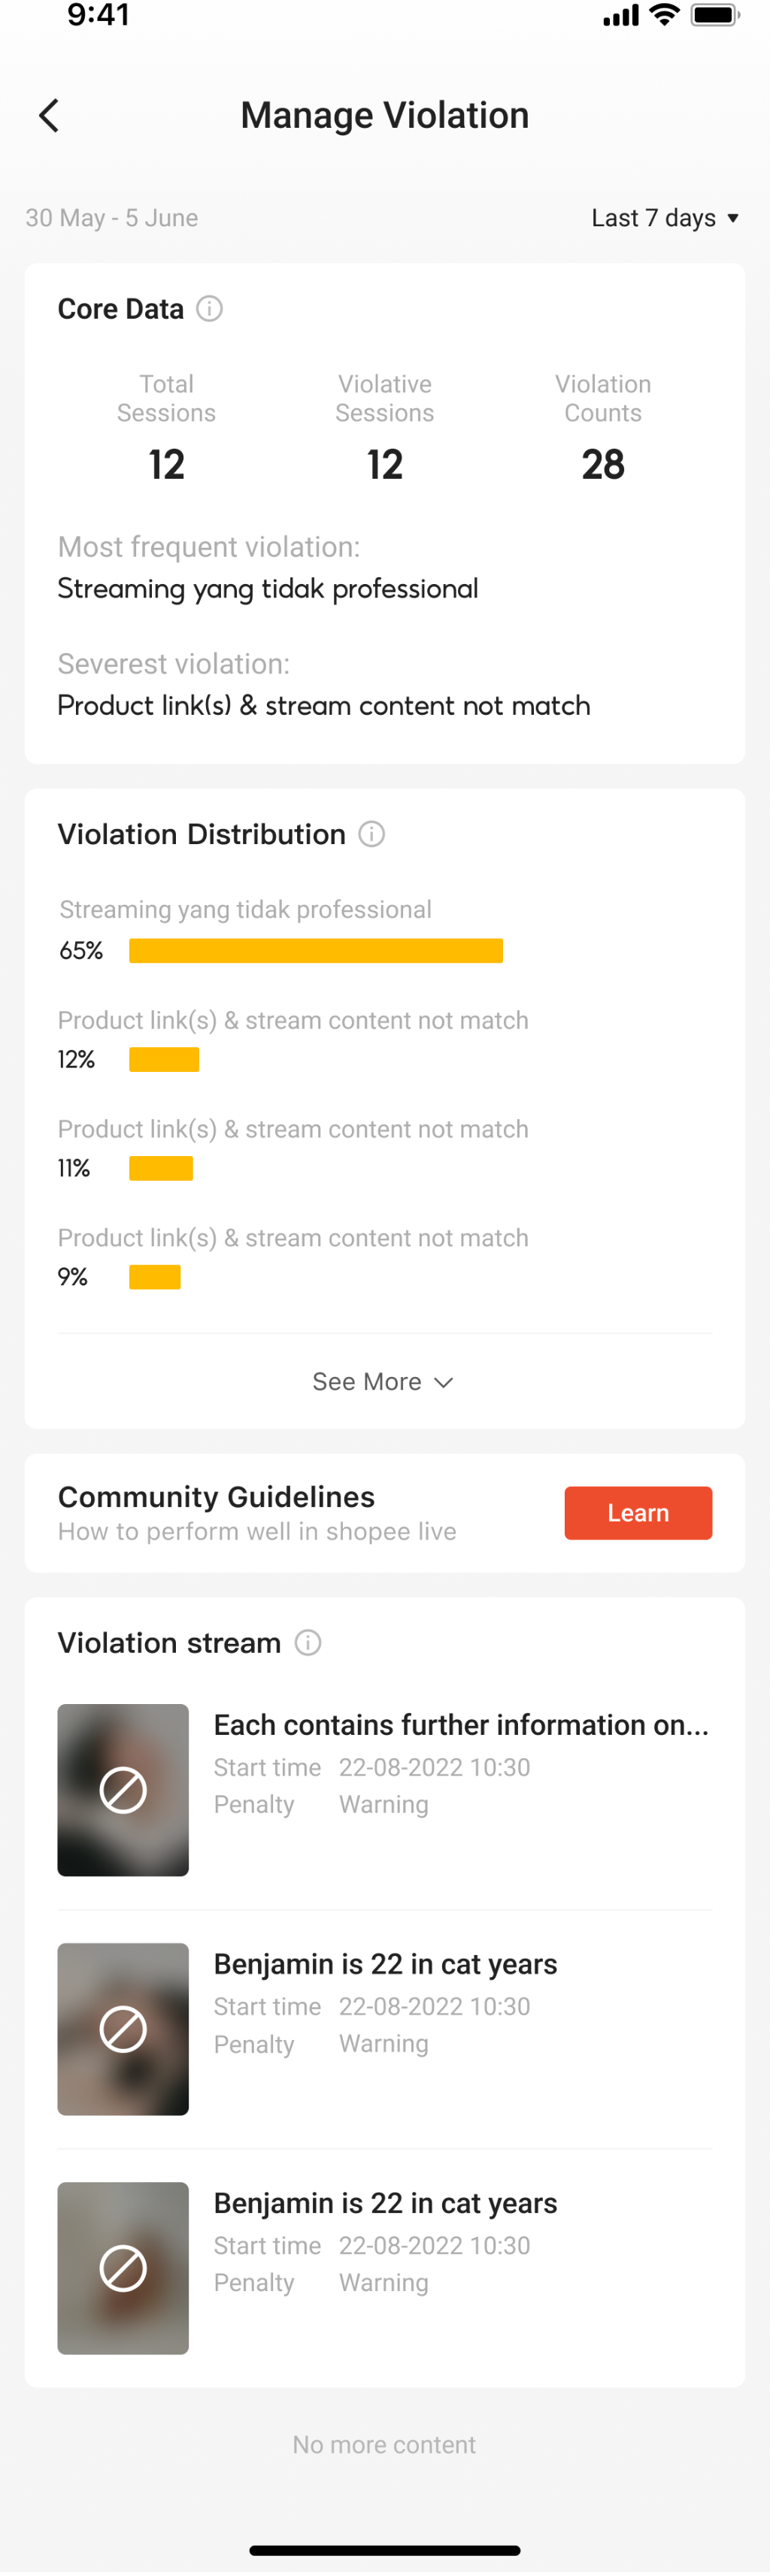 9:41
Manage Violation
30 May - 5 June
Last 7 days
Core Data
Total
Sessions
12
Violative
Sessions
12
Violation
Counts
28
Most frequent violation:
Streaming yang tidak professional
Severest violation:
Product link(s) & stream content not match
Violation Distribution
Streaming yang tidak professional
65%
Product link(s) & stream content not match
12%
Product link(s) & stream content not match
11%
Product link(s) & stream content not match
9%
See More
Community Guidelines
How to perform well in shopee live
Learn
Violation stream
Each contains further information on...
Start time 22-08-2022 10:30
Penalty Warning
Benjamin is 22 in cat years
Start time 22-08-2022 10:30
Penalty Warning
Benjamin is 22 in cat years
Start time 22-08-2022 10:30
Penalty Warning
No more content